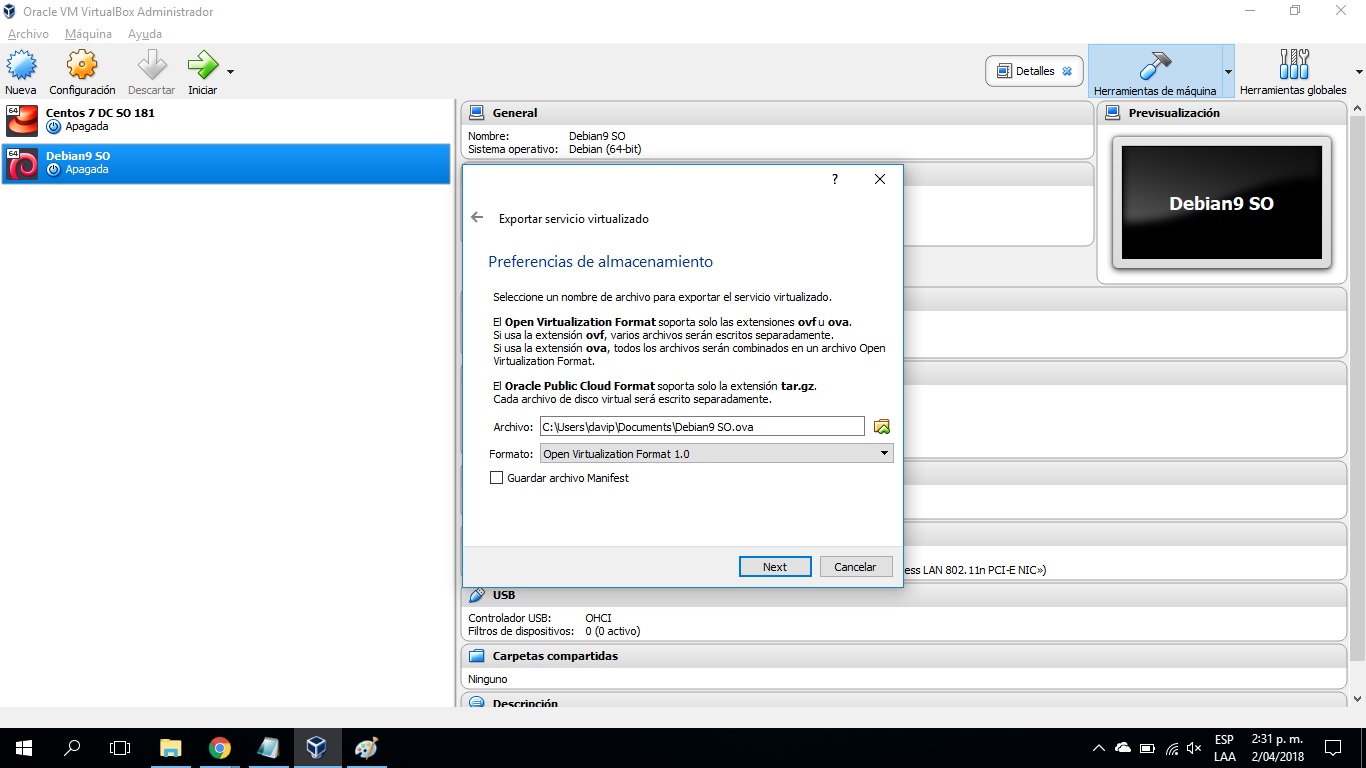 Oracle VM VirtualBox Administrador
Archivo Máquina Ayuda
Nueva Configuración Descartar Iniciar
Detalles
Herramientas de máquina
Herramientas globales
64
Centos 7 DC SO 181
Apagada
64
Debian9 SO
Apagada
General
Nombre: Debian9 SO
Sistema operativo: Debian (64-bit)
Previsualización
Debian9 SO
?
Exportar servicio virtualizado
Preferencias de almacenamiento
Seleccione un nombre de archivo para exportar el servicio virtualizado.
El Open Virtualization Format soporta solo las extensiones ovf u ova.
Si usa la extensión ovf, varios archivos serán escritos separadamente.
Si usa la extensión ova, todos los archivos serán combinados en un archivo Open
Virtualization Format.
El Oracle Public Cloud Format soporta solo la extensión tar.gz.
Cada archivo de disco virtual será escrito separadamente.
Archivo: C:\Users\davip\Documents\Debian9 SO.ova
Formato: Open Virtualization Format 1.0
Guardar archivo Manifest
Next Cancelar
ess LAN 802.11n PCI-E NIC»)
USB
Controlador USB: OHCI
Filtros de dispositivos: 0 (0 activo)
Carpetas compartidas
Ninguno
Descripción
ESP
LAA
2:31 p. m.
2/04/2018